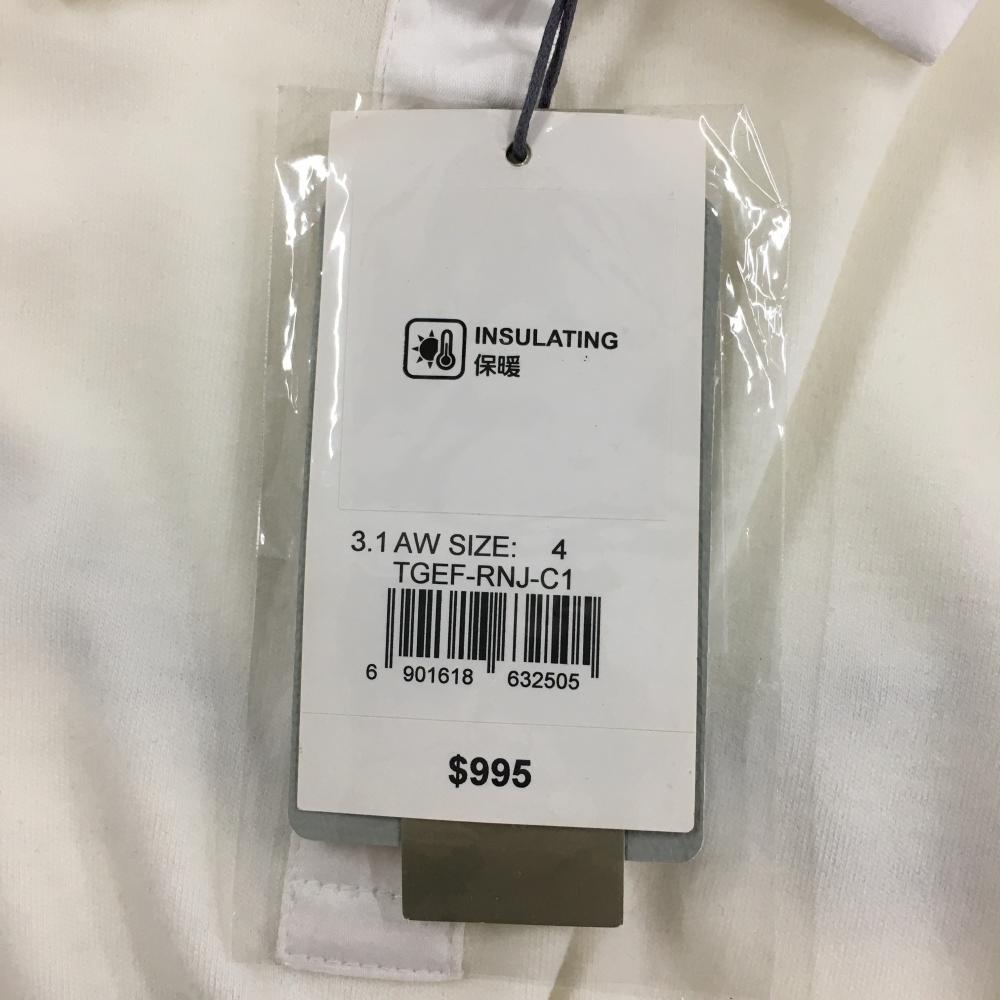 INSULATING
保暖
3.1 AW SIZE: 4
TGEF-RNJ-C1
6 901618 632505
$995